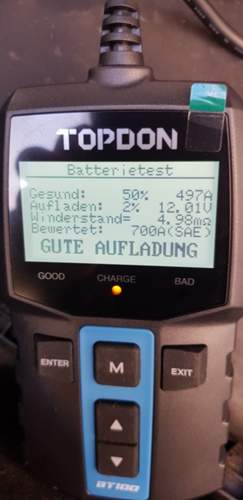 TOPDON
Batterietest
Gesund: 50% 497A
Aufladen: 2% 12.01V
Winderstand= 4.98mΩ
Bewertet: 700A(SAE)
GUTE AUFLADUNG
GOOD CHARGE BAD
ENTER M EXIT
BT100